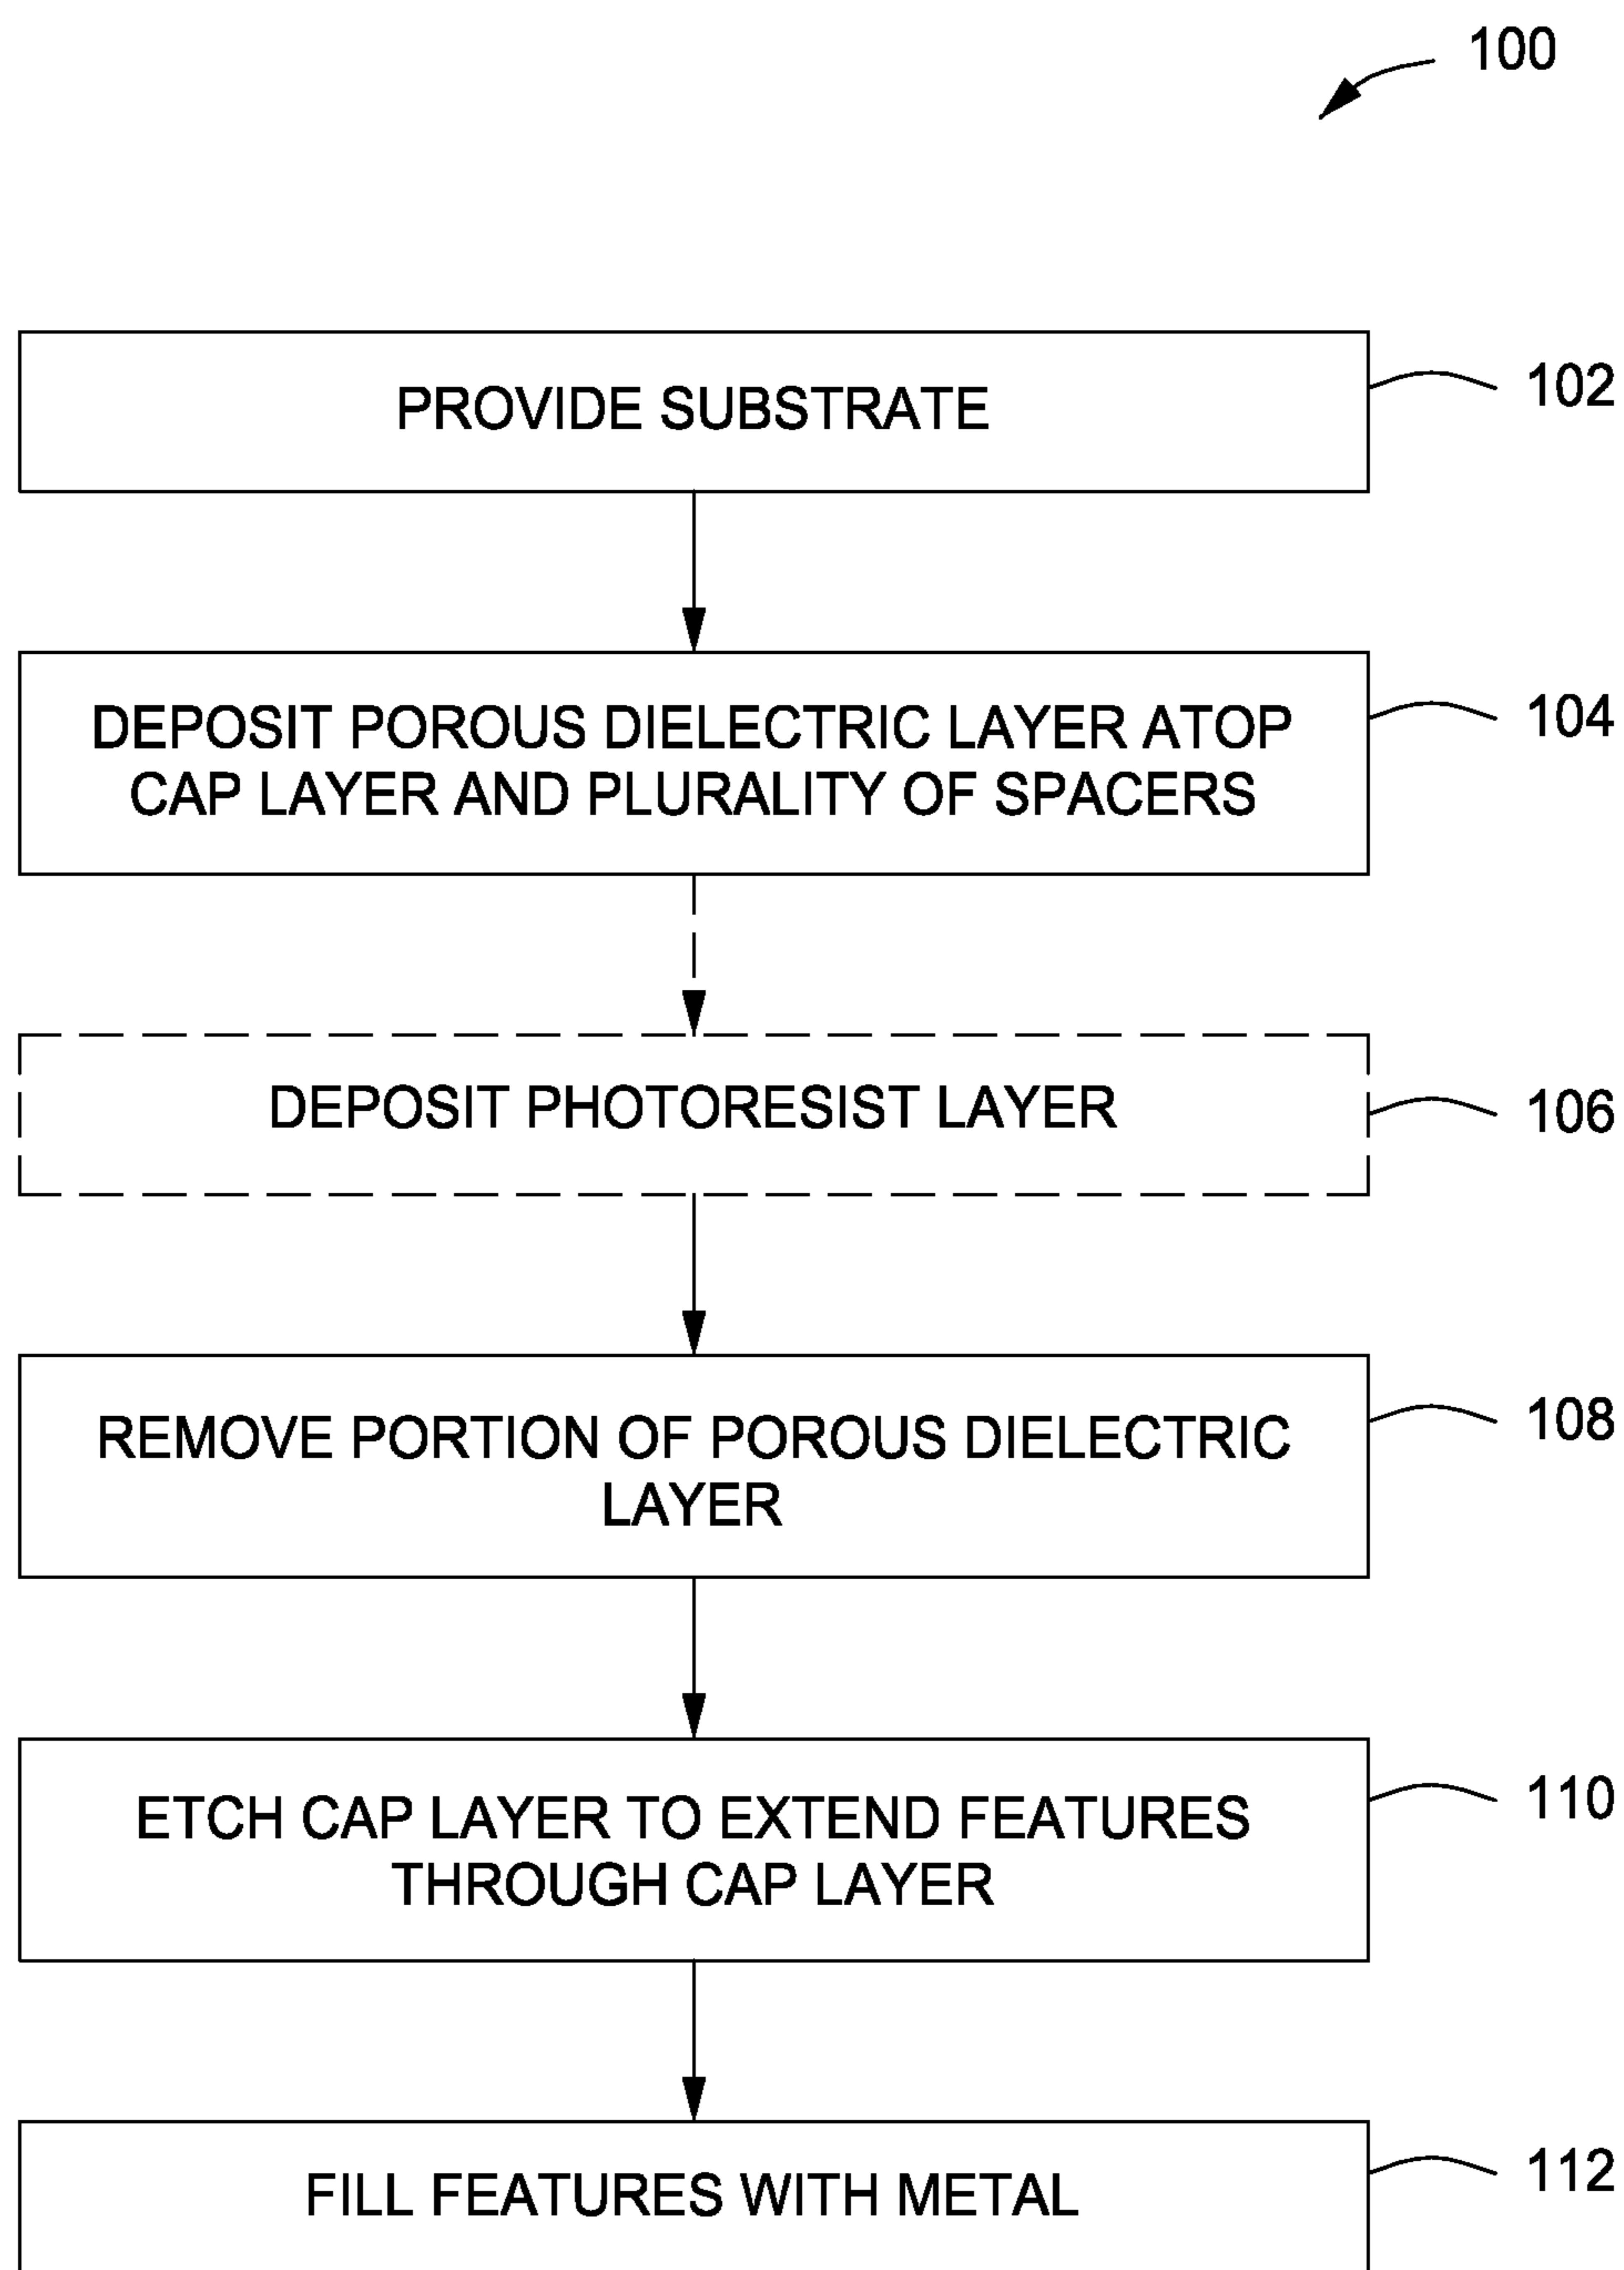 100
PROVIDE SUBSTRATE
102
DEPOSIT POROUS DIELECTRIC LAYER ATOP
CAP LAYER AND PLURALITY OF SPACERS
104
DEPOSIT PHOTORESIST LAYER
106
REMOVE PORTION OF POROUS DIELECTRIC
LAYER
108
ETCH CAP LAYER TO EXTEND FEATURES
THROUGH CAP LAYER
110
FILL FEATURES WITH METAL
112